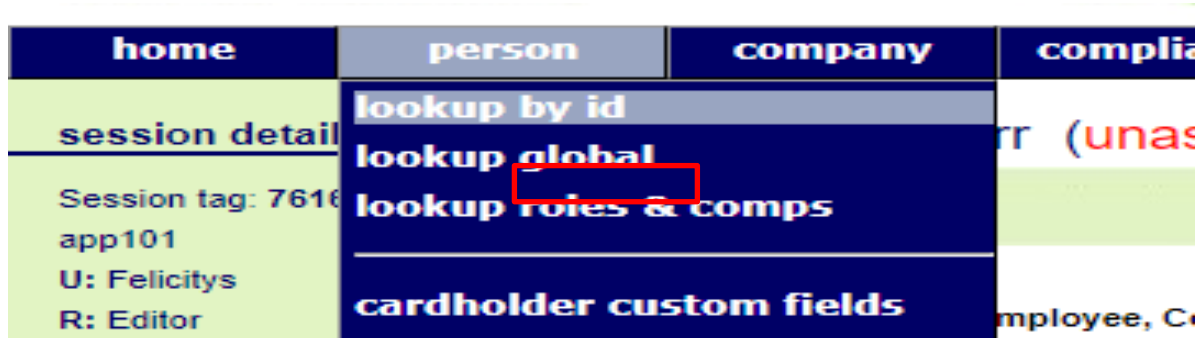 home person company complia
lookup by id
session detail
rr (unas
lookup global
Session tag: 7616
lookup roles & comps
app101
U: Felicitys
cardholder custom fields
R: Editor
mployee, Co